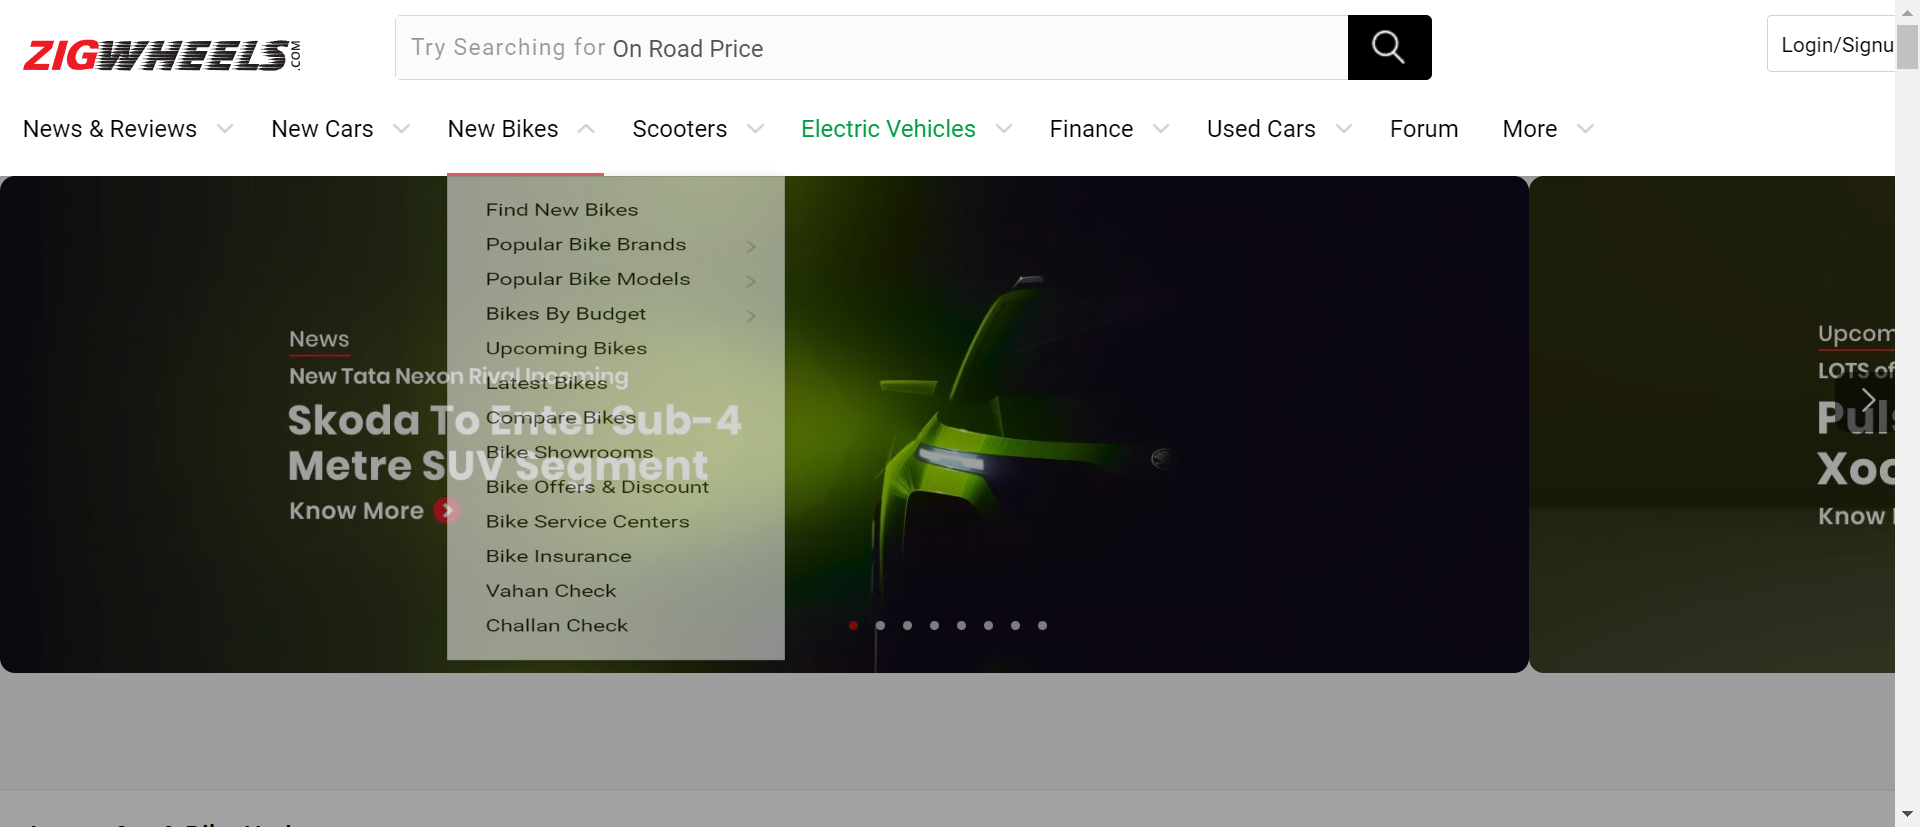 ZIGWHEELS.COM
Try Searching for On Road Price
Login/Signu
News & Reviews
New Cars
New Bikes
Scooters
Electric Vehicles
Finance
Used Cars
Forum
More
Find New Bikes
Popular Bike Brands
Popular Bike Models
Bikes By Budget
Upcoming Bikes
Latest Bikes
Compare Bikes
Bike Showrooms
Bike Offers & Discount
Bike Service Centers
Bike Insurance
Vahan Check
Challan Check
News
New Tata Nexon Rival Incoming
Skoda To Enter Sub-4
Metre SUV Segment
Know More
Upcom
LOTS of
Puls
Xoc
Know